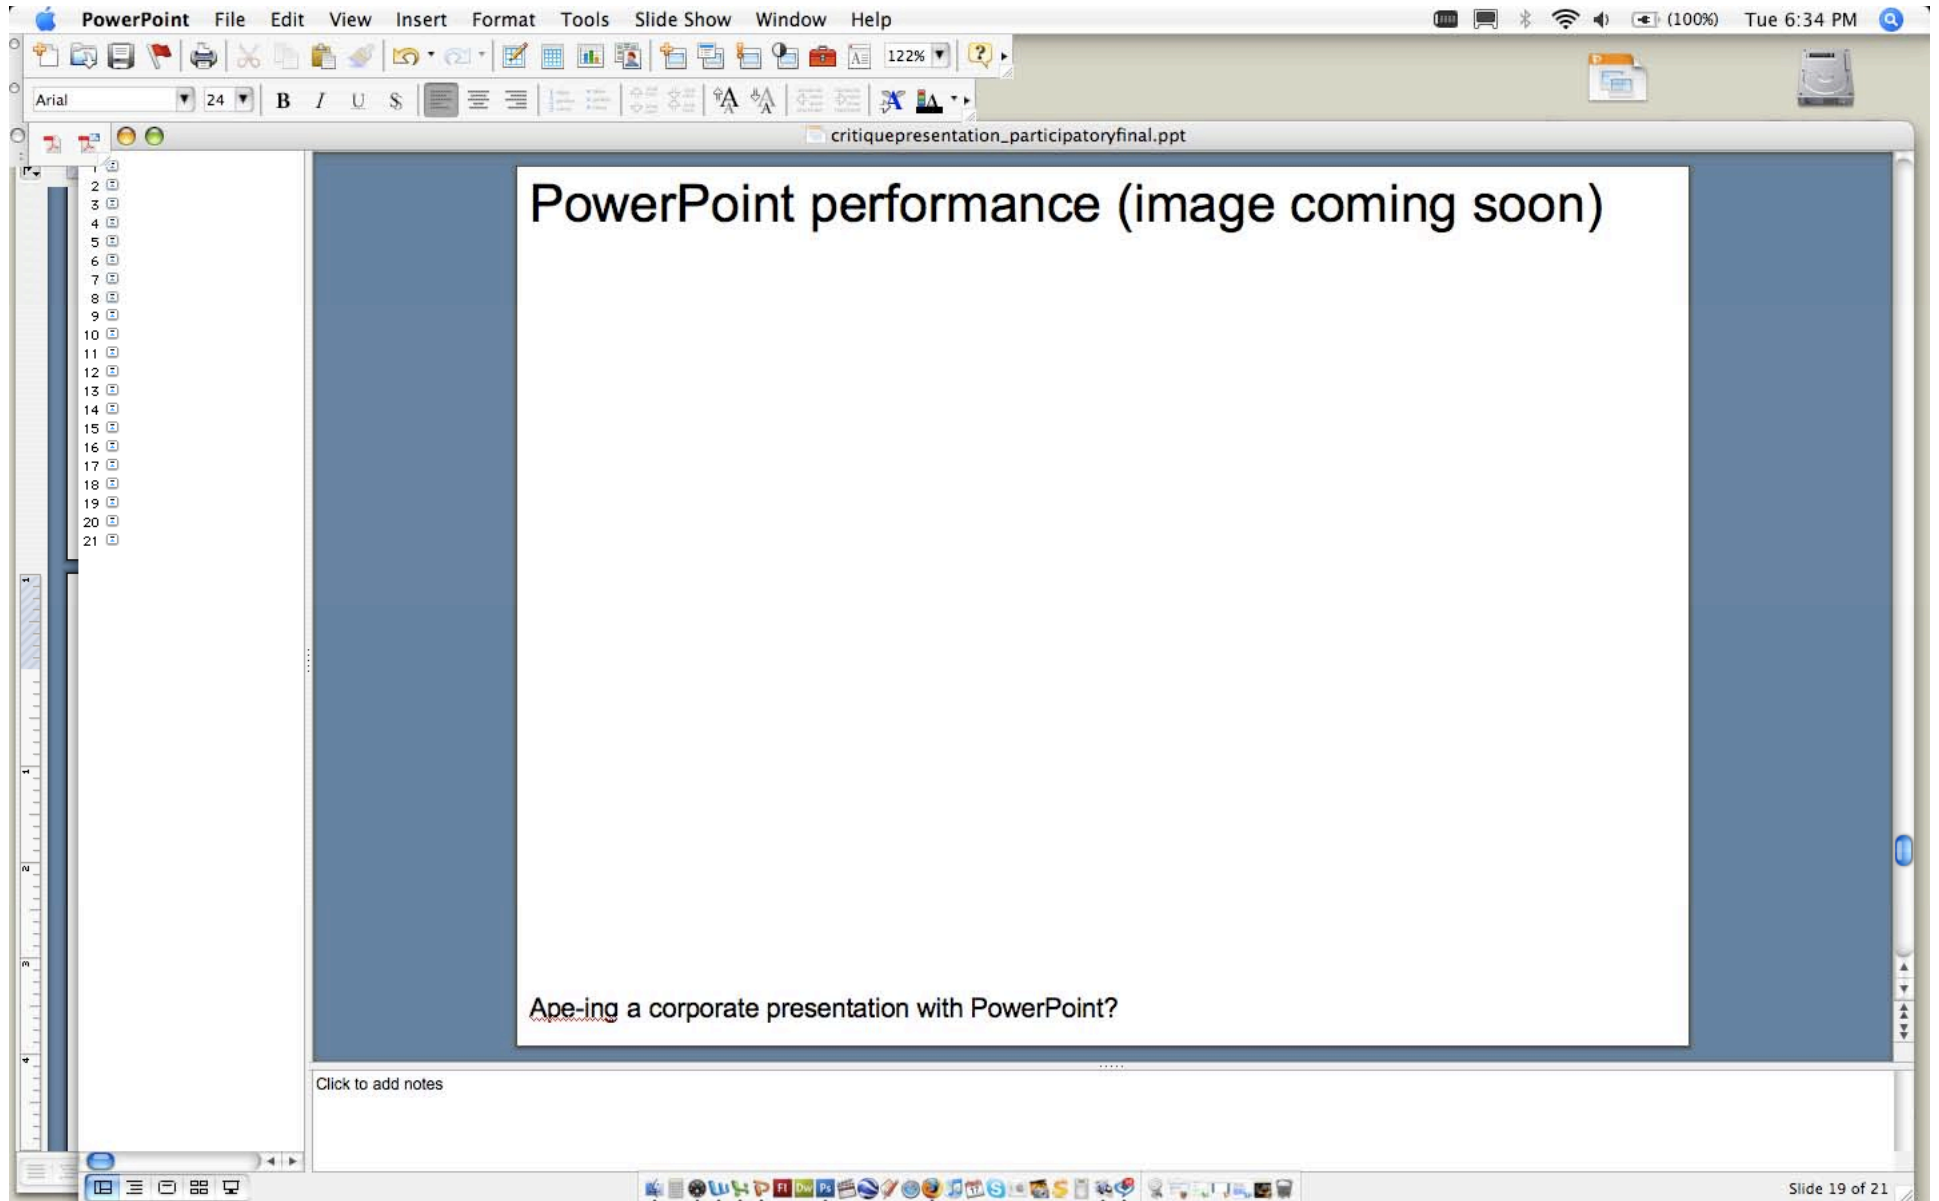 PowerPoint File Edit View Insert Format Tools Slide Show Window Help
(100%) Tue 6:34 PM
122%
Arial 24 B I U S
critiquepresentation_participatoryfinal.ppt
1
2
3
4
5
6
7
8
9
10
11
12
13
14
15
16
17
18
19
20
21
PowerPoint performance (image coming soon)
Ape-ing a corporate presentation with PowerPoint?
Click to add notes
Slide 19 of 21